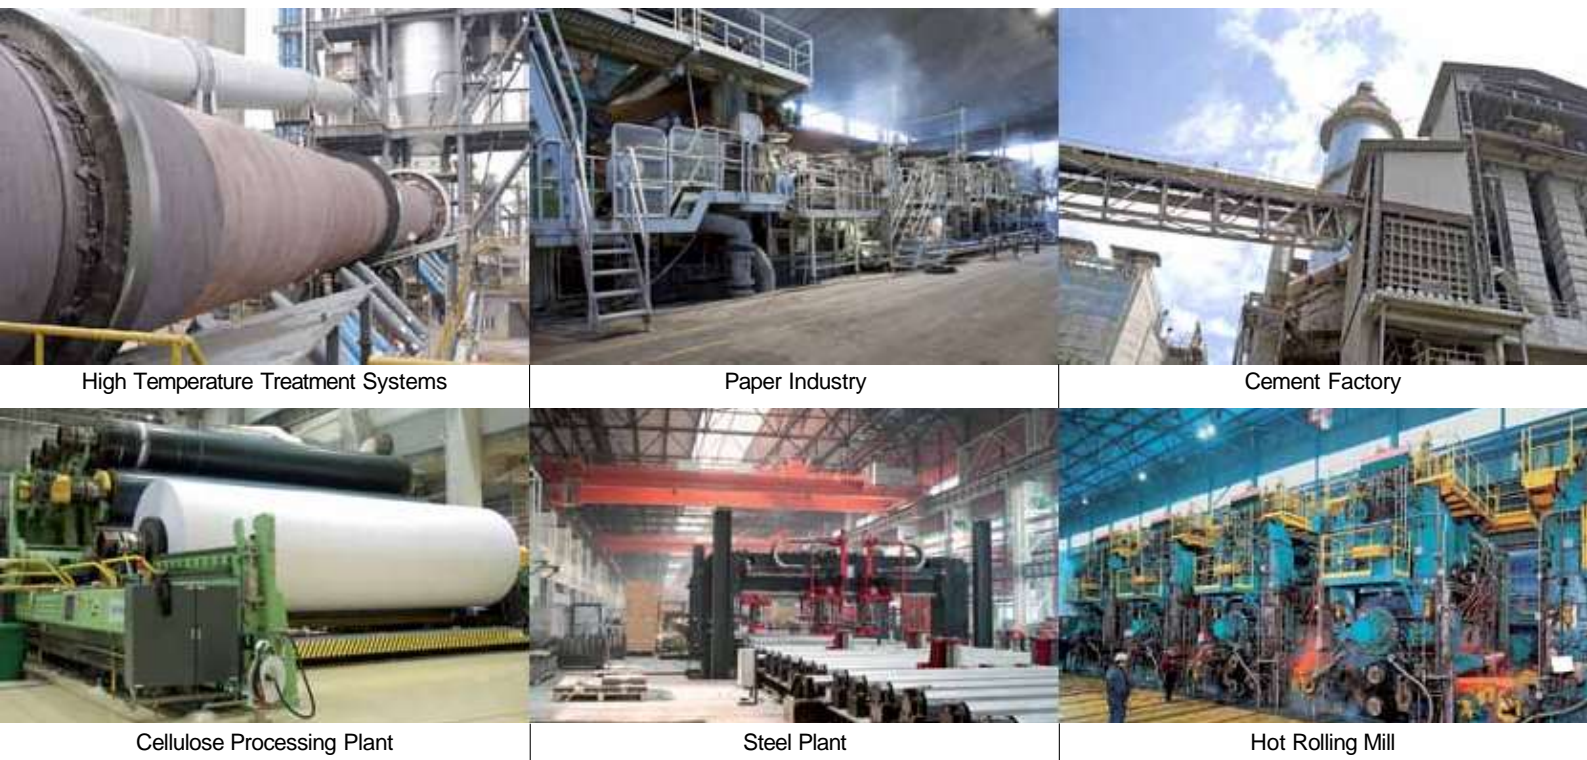 High Temperature Treatment Systems
Paper Industry
Cement Factory
Cellulose Processing Plant
Steel Plant
Hot Rolling Mill